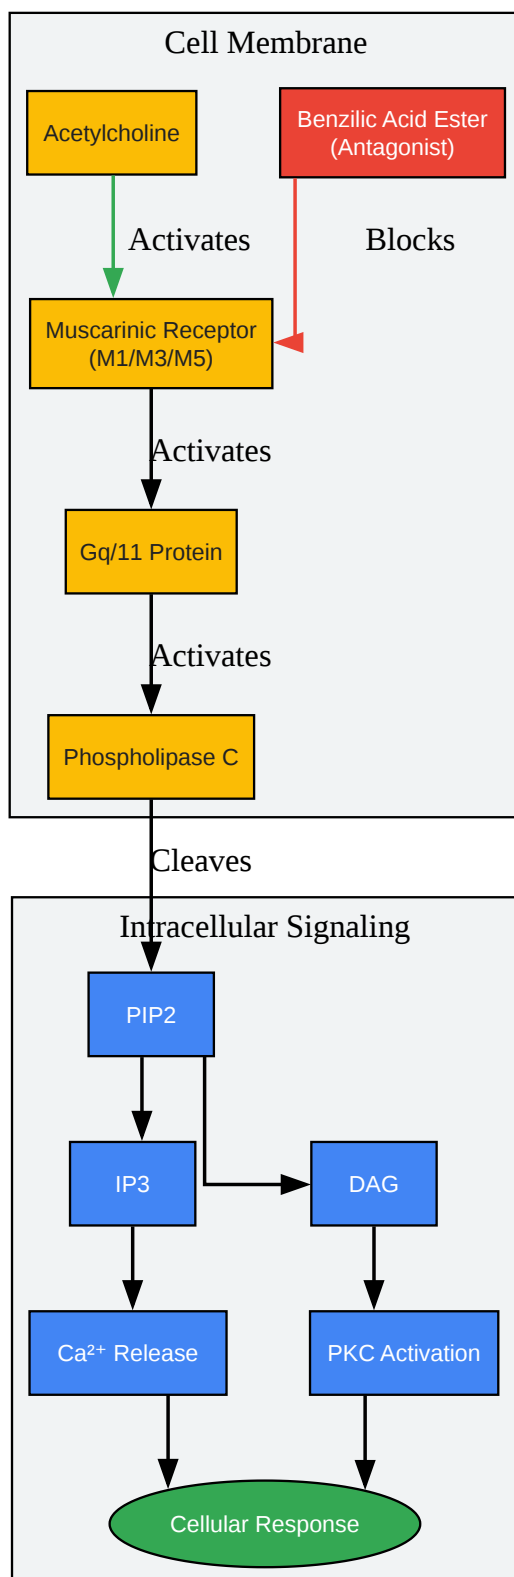 Cell Membrane
Acetylcholine
Benzilic Acid Ester
(Antagonist)
Activates
Blocks
Muscarinic Receptor
(M1/M3/M5)
Activates
Gq/11 Protein
Activates
Phospholipase C
Cleaves
Intracellular Signaling
PIP2
IP3
DAG
Ca²⁺ Release
PKC Activation
Cellular Response